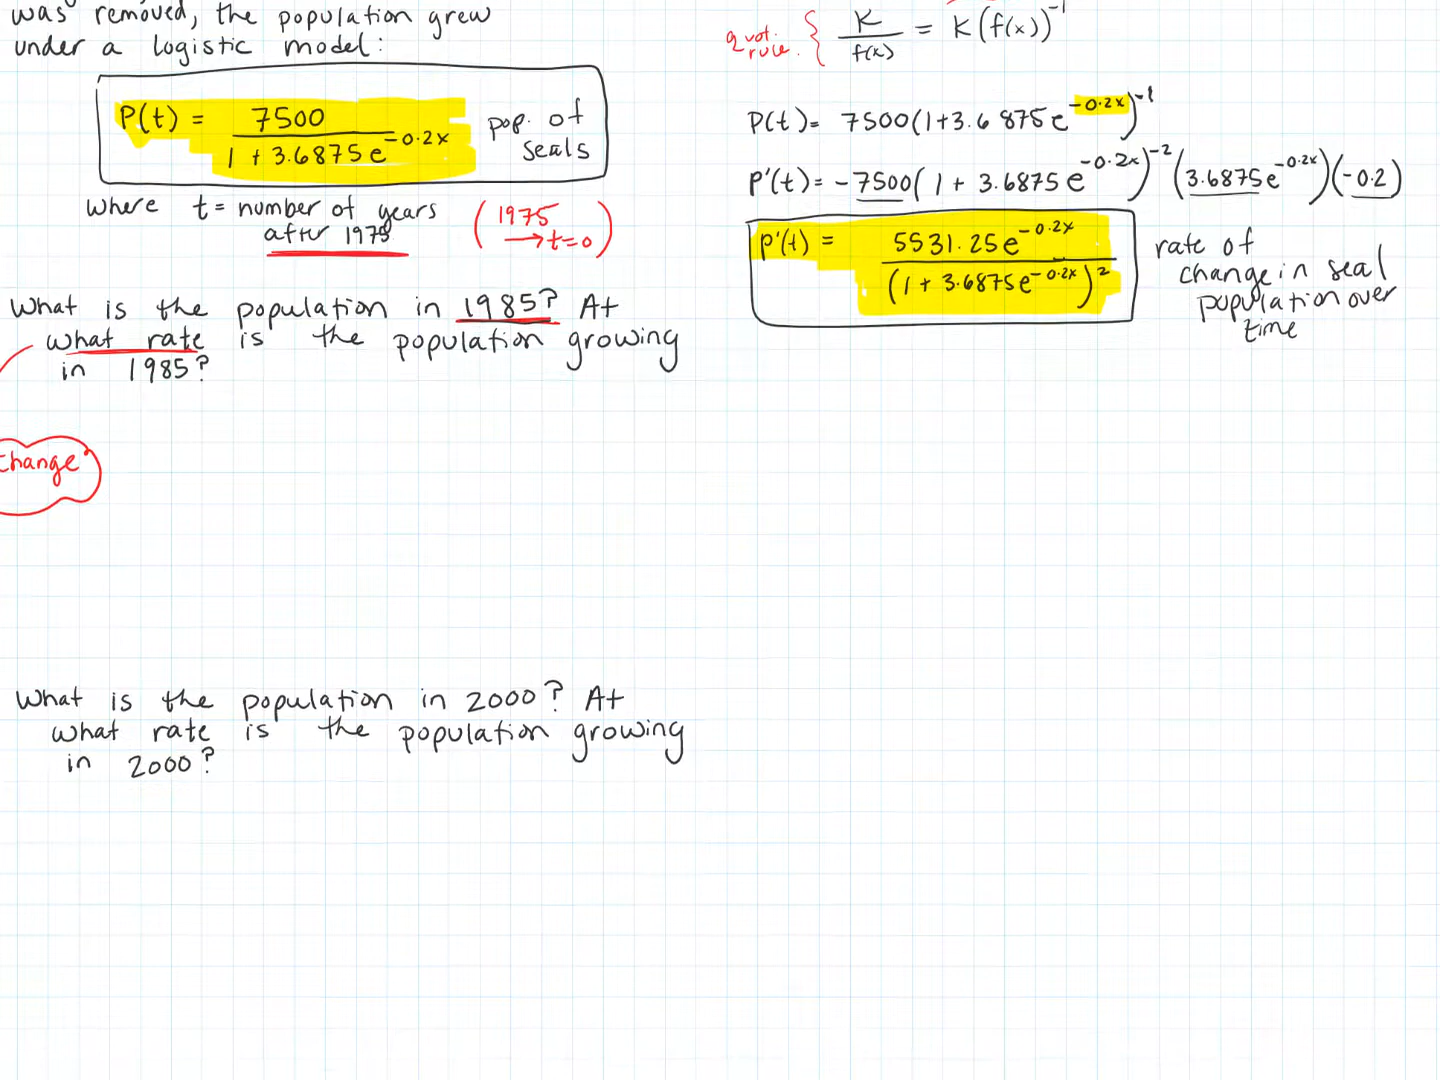 was removed, the population grew
under a logistic model:
P(t) = 7500 / (1 + 3.6875e^-0.2x) pop. of seals
where t = number of years
after 1975
(1975
→ t=0)
What is the population in 1985? At
what rate is the population growing
in 1985?
change
What is the population in 2000? At
what rate is the population growing
in 2000?
quot. rule. { K / f(x) = K(f(x))^-1
P(t) = 7500(1+3.6875e^-0.2x)^-1
P'(t) = -7500(1 + 3.6875e^-0.2x)^-2 (3.6875e^-0.2x)(-0.2)
P'(t) = 5531.25e^-0.2x / (1 + 3.6875e^-0.2x)^2
rate of
change in seal
population over
time